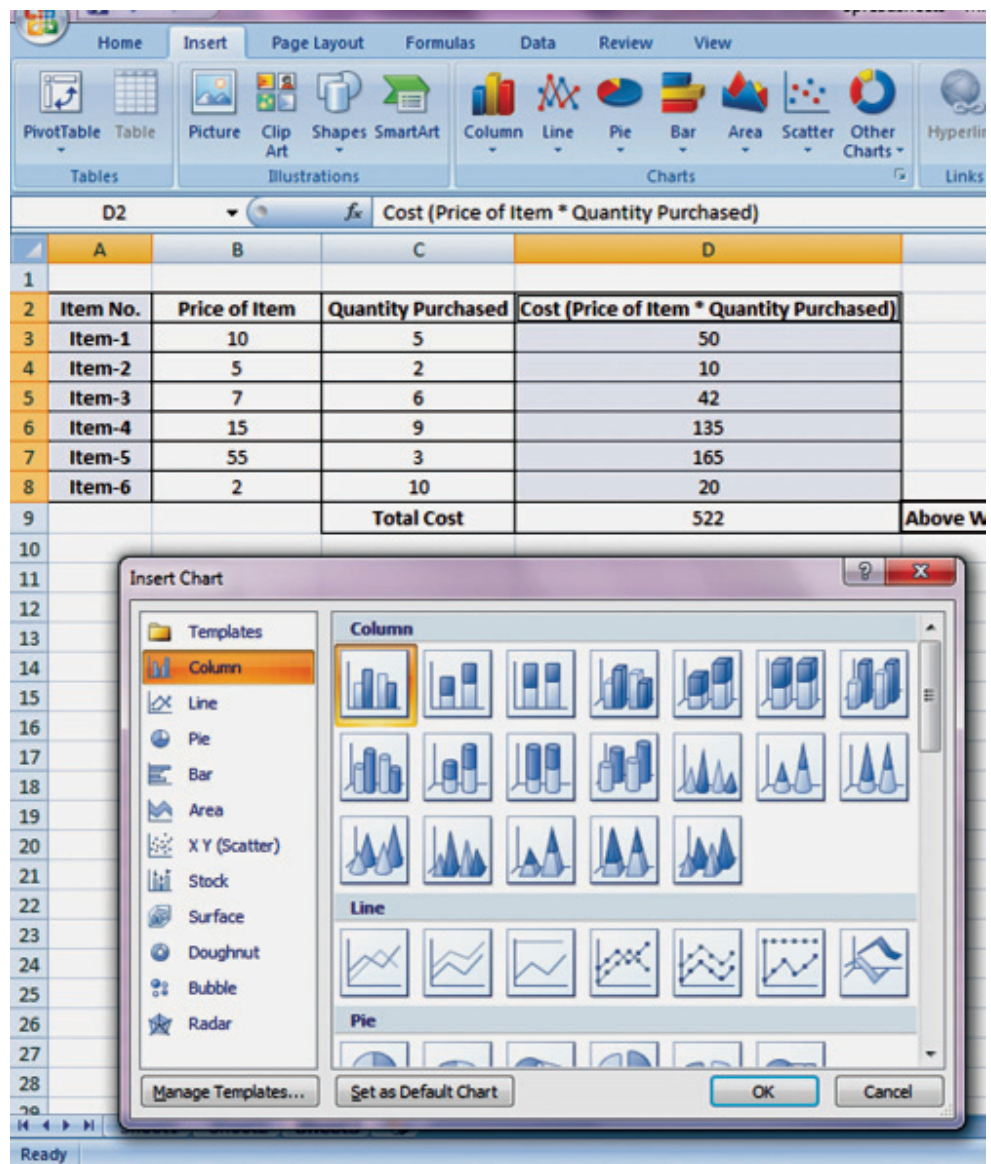 Home Insert Page Layout Formulas Data Review View
PivotTable Table Picture Clip Art Shapes SmartArt Column Line Pie Bar Area Scatter Other Charts
Tables Illustrations Charts Links
D2 fx Cost (Price of Item * Quantity Purchased)
A B C D
1
2 Item No. Price of Item Quantity Purchased Cost (Price of Item * Quantity Purchased)
3 Item-1 10 5 50
4 Item-2 5 2 10
5 Item-3 7 6 42
6 Item-4 15 9 135
7 Item-5 55 3 165
8 Item-6 2 10 20
9 Total Cost 522 Above W
10
11
12
13
14
15
16
17
18
19
20
21
22
23
24
25
26
27
28
29
Insert Chart
Templates
Column
Line
Pie
Bar
Area
X Y (Scatter)
Stock
Surface
Doughnut
Bubble
Radar
Column
Line
Pie
Manage Templates... Set as Default Chart OK Cancel
Ready